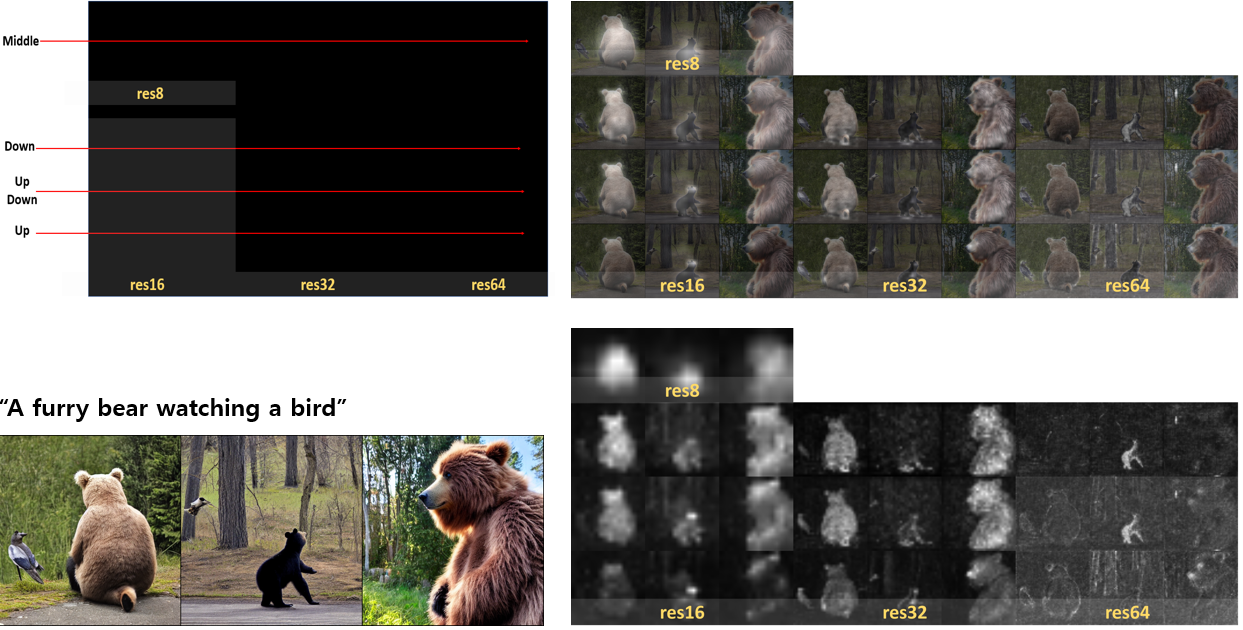 Middle
res8
Down
Up
Down
Up
res16 res32 res64
res8
res16 res32 res64
“A furry bear watching a bird”
res8
res16 res32 res64